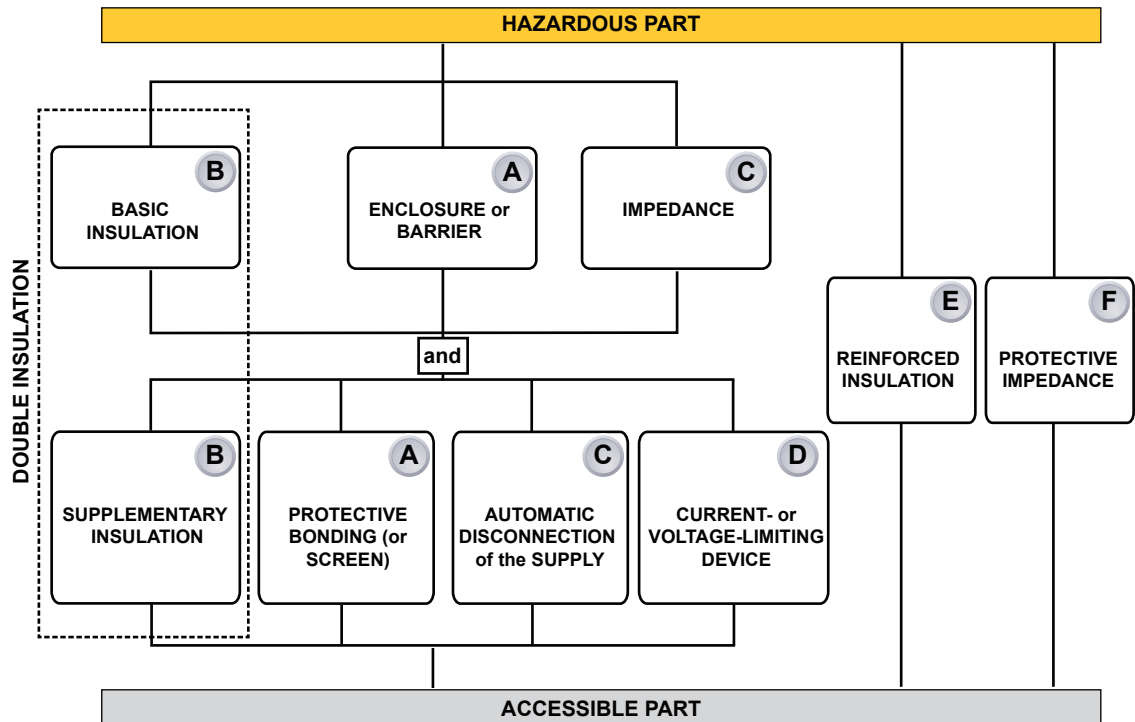 HAZARDOUS PART
DOUBLE INSULATION
B
BASIC
INSULATION
A
ENCLOSURE or
BARRIER
C
IMPEDANCE
E
REINFORCED
INSULATION
F
PROTECTIVE
IMPEDANCE
and
B
SUPPLEMENTARY
INSULATION
A
PROTECTIVE
BONDING (or
SCREEN)
C
AUTOMATIC
DISCONNECTION
of the SUPPLY
D
CURRENT- or
VOLTAGE-LIMITING
DEVICE
ACCESSIBLE PART